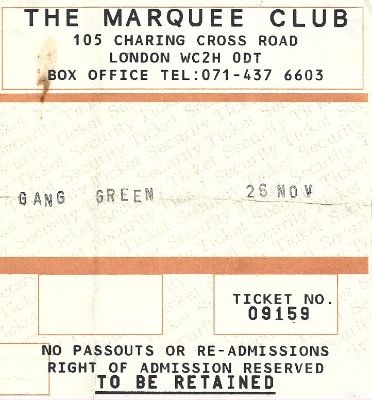 THE MARQUEE CLUB
105 CHARING CROSS ROAD
LONDON WC2H 0DT
BOX OFFICE TEL:071-437 6603
GANG GREEN 26 NOV
TICKET NO.
09159
NO PASSOUTS OR RE-ADMISSIONS
RIGHT OF ADMISSION RESERVED
TO BE RETAINED